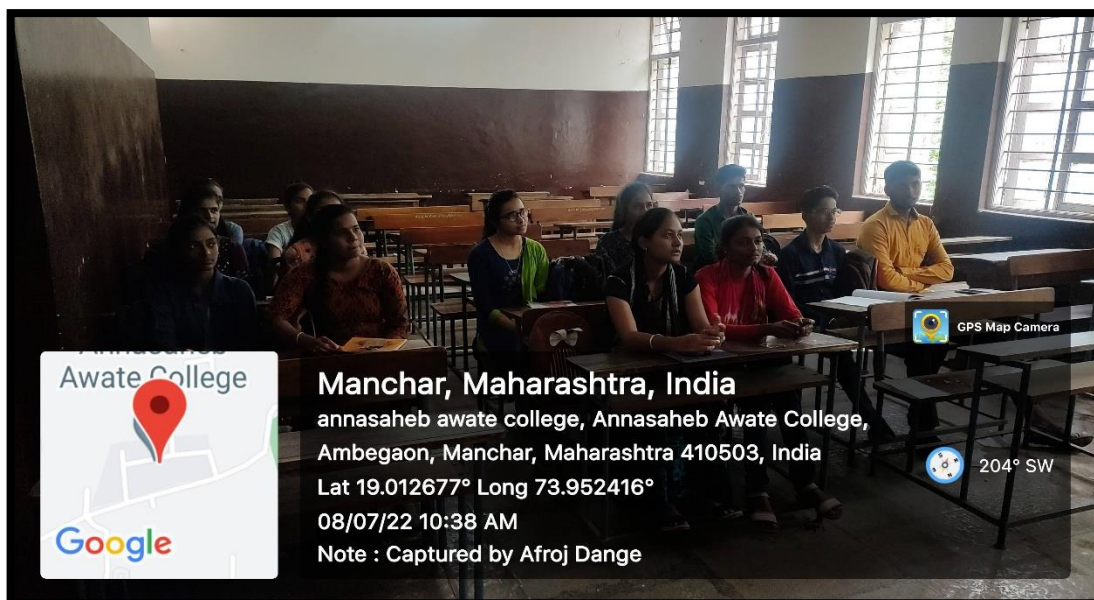 GPS Map Camera
Awate College
Google
Manchar, Maharashtra, India
annasaheb awate college, Annasaheb Awate College,
Ambegaon, Manchar, Maharashtra 410503, India
Lat 19.012677° Long 73.952416°
08/07/22 10:38 AM
Note : Captured by Afroj Dange
204° SW